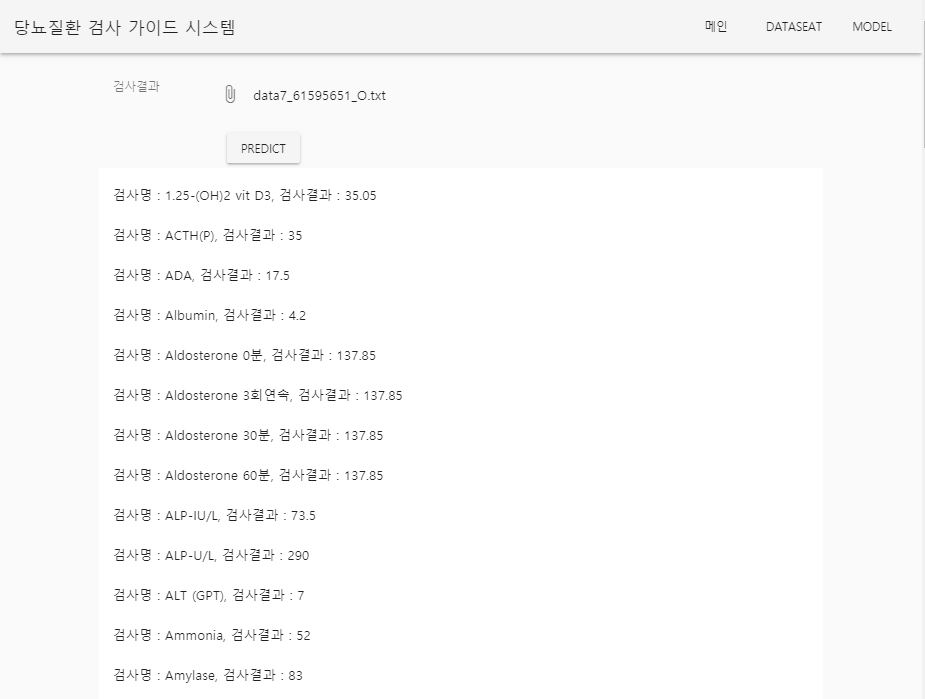 당뇨질환 검사 가이드 시스템
메인 DATASEAT MODEL
검사결과
data7_61595651_O.txt
PREDICT
검사명 : 1.25-(OH)2 vit D3, 검사결과 : 35.05
검사명 : ACTH(P), 검사결과 : 35
검사명 : ADA, 검사결과 : 17.5
검사명 : Albumin, 검사결과 : 4.2
검사명 : Aldosterone 0분, 검사결과 : 137.85
검사명 : Aldosterone 3회연속, 검사결과 : 137.85
검사명 : Aldosterone 30분, 검사결과 : 137.85
검사명 : Aldosterone 60분, 검사결과 : 137.85
검사명 : ALP-IU/L, 검사결과 : 73.5
검사명 : ALP-U/L, 검사결과 : 290
검사명 : ALT (GPT), 검사결과 : 7
검사명 : Ammonia, 검사결과 : 52
검사명 : Amylase, 검사결과 : 83